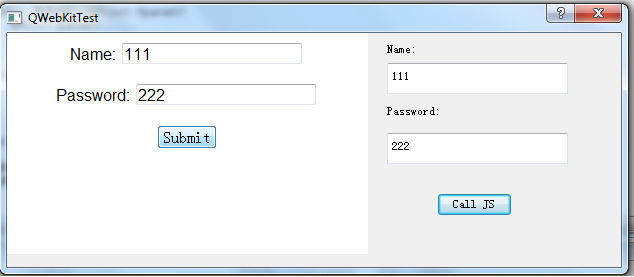 QWebKitTest
Name: 111
Password: 222
Submit
Name:
111
Password:
222
Call JS